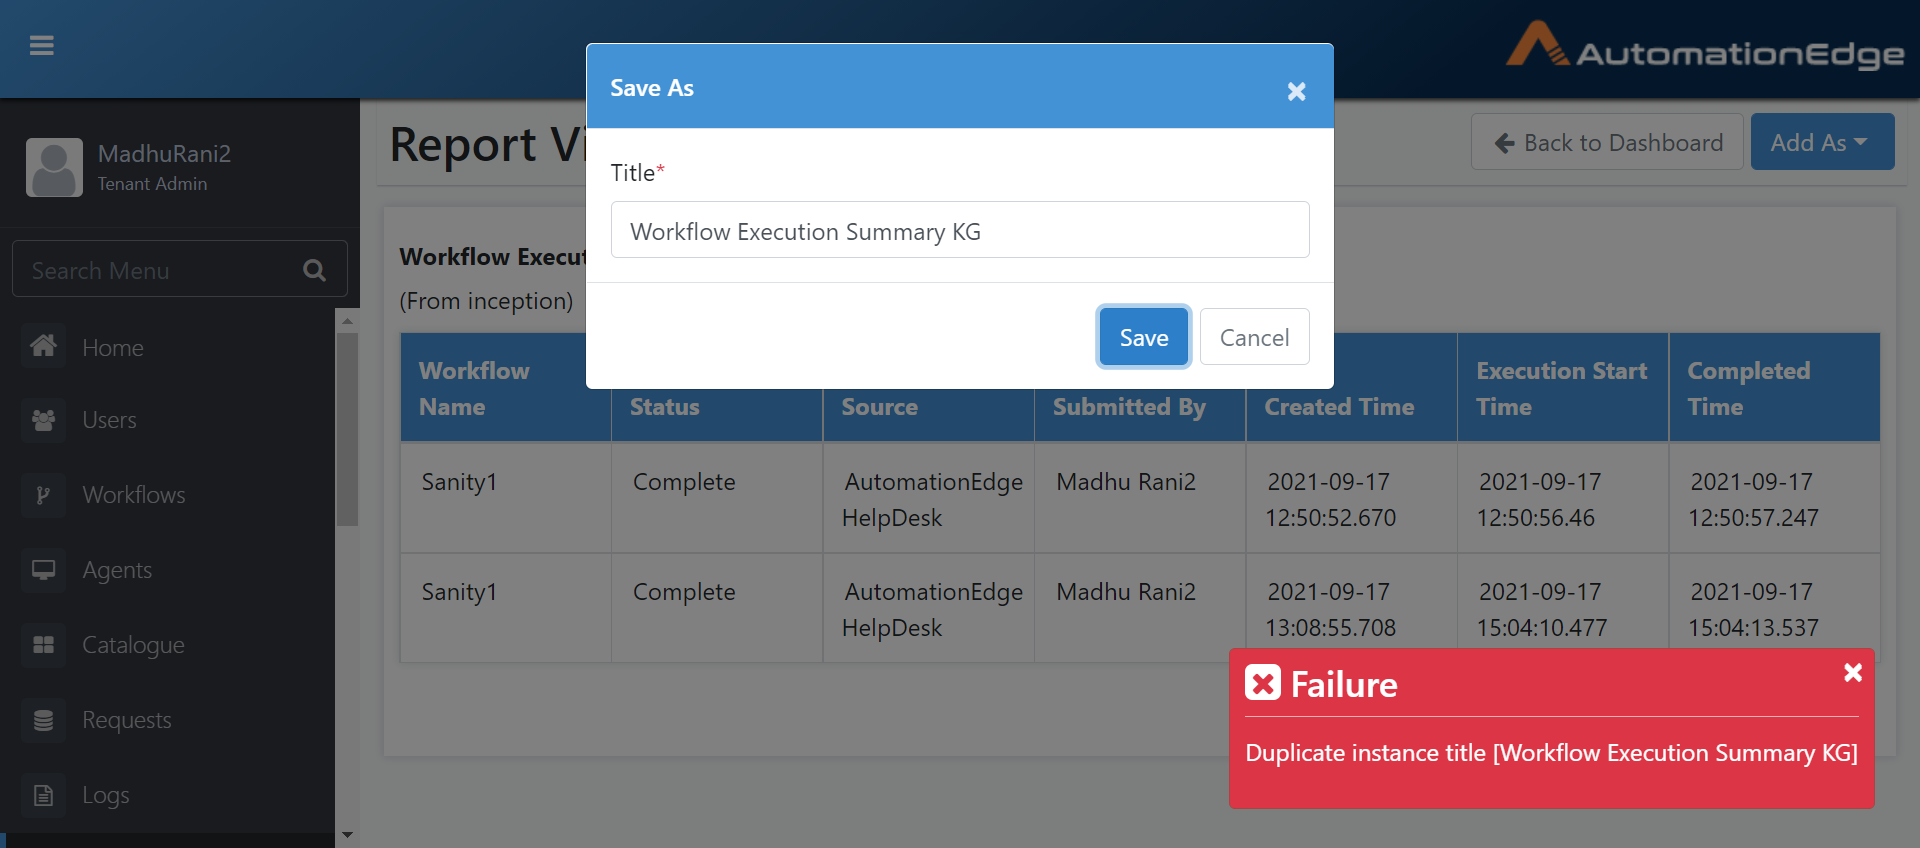 AutomationEdge
MadhuRani2
Tenant Admin
Search Menu
Home
Users
Workflows
Agents
Catalogue
Requests
Logs
Report Vi
Back to Dashboard
Add As
Save As
Title*
Workflow Execution Summary KG
Save
Cancel
Workflow Execut
(From inception)
Workflow Name
Status
Source
Submitted By
Created Time
Execution Start Time
Completed Time
Sanity1
Complete
AutomationEdge HelpDesk
Madhu Rani2
2021-09-17 12:50:52.670
2021-09-17 12:50:56.46
2021-09-17 12:50:57.247
Sanity1
Complete
AutomationEdge HelpDesk
Madhu Rani2
2021-09-17 13:08:55.708
2021-09-17 15:04:10.477
2021-09-17 15:04:13.537
Failure
Duplicate instance title [Workflow Execution Summary KG]